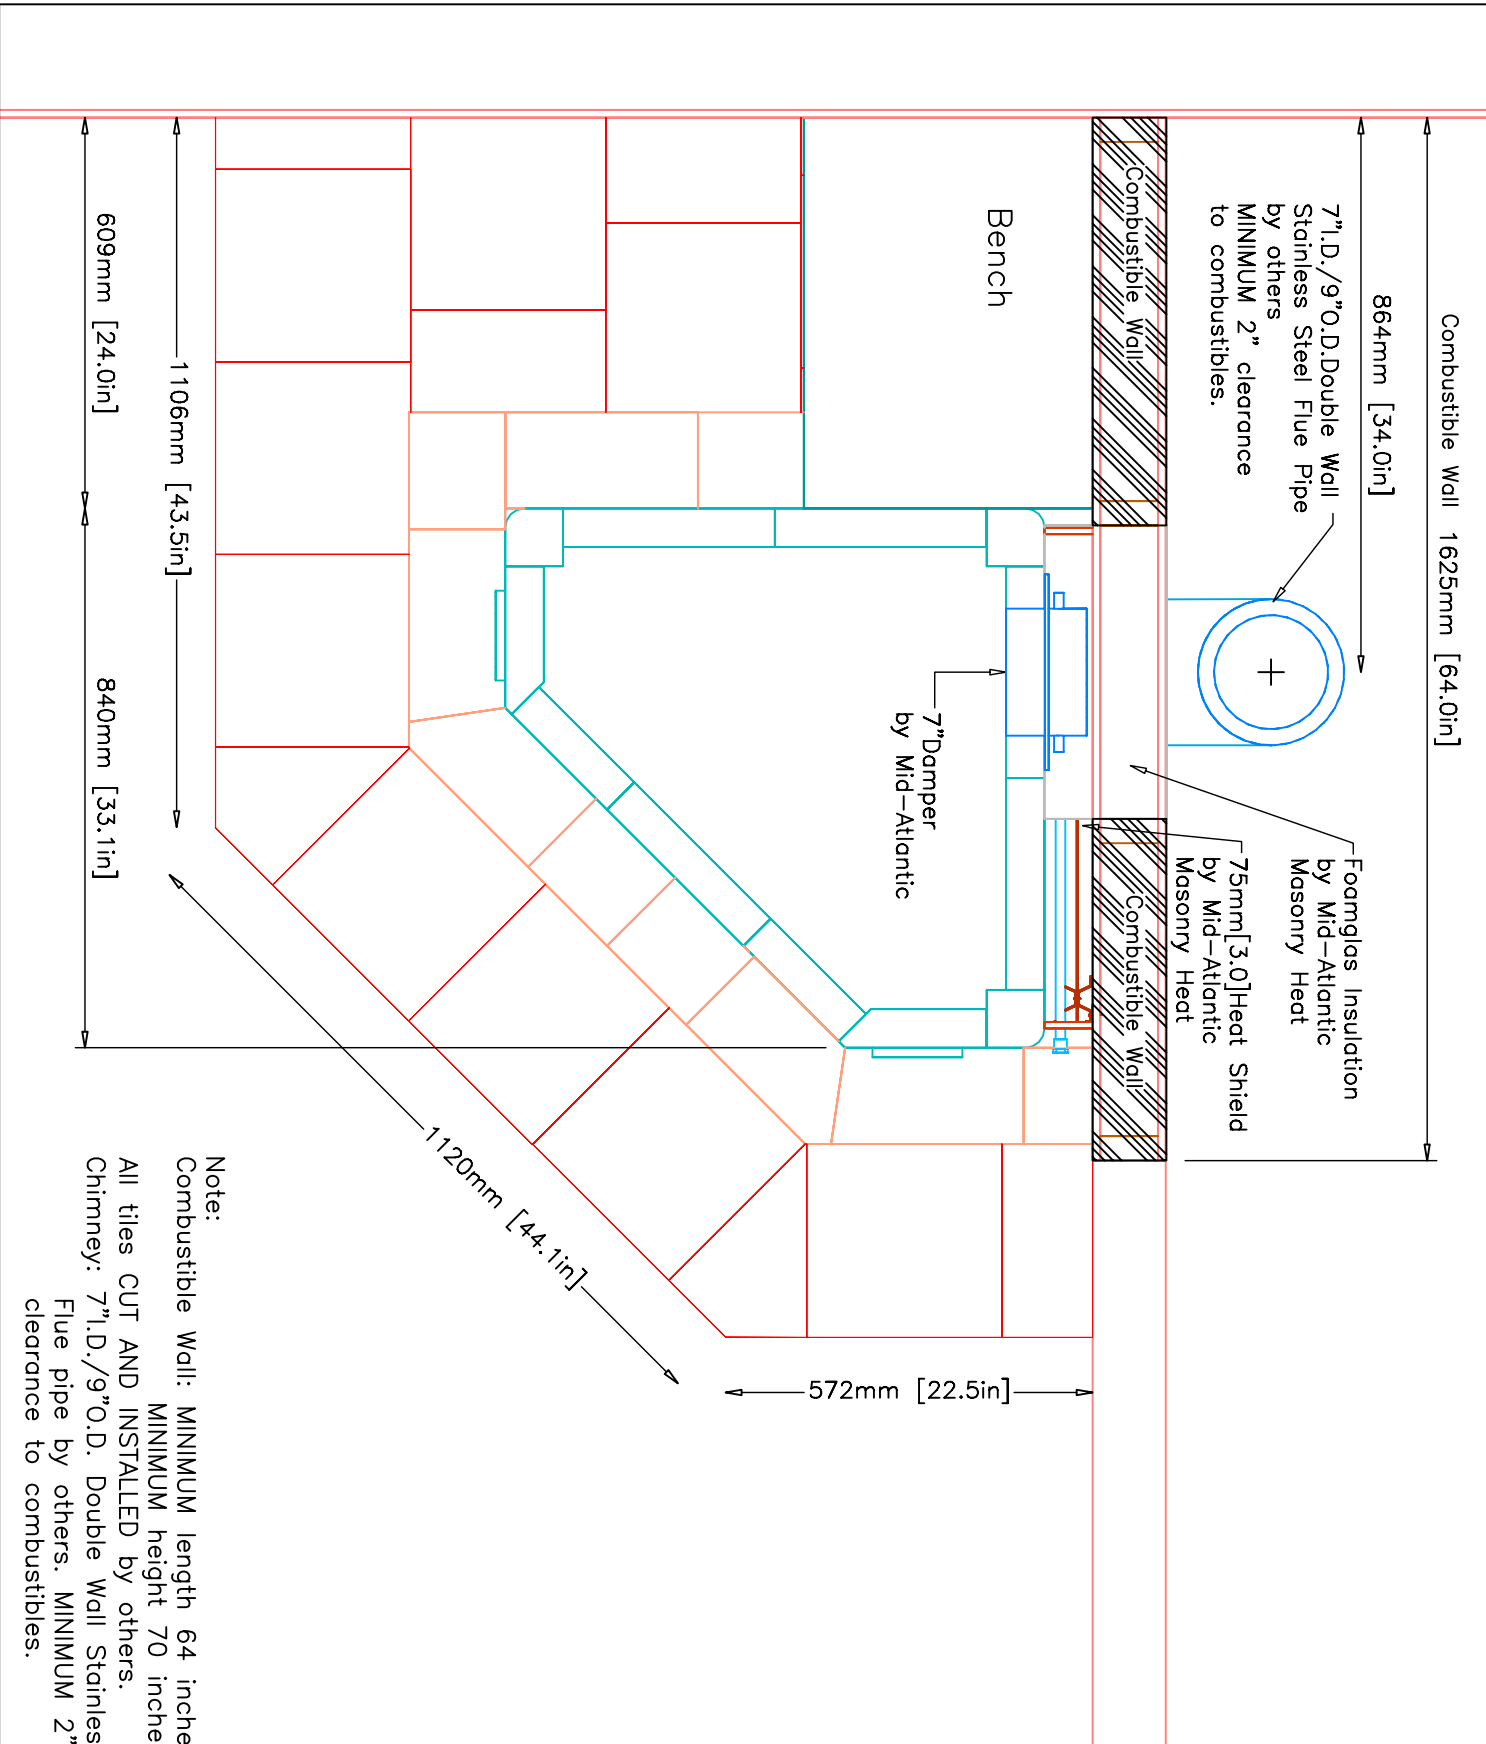 Combustible Wall 1625mm [64.0in]
864mm [34.0in]
7"I.D./9"O.D.Double Wall
Stainless Steel Flue Pipe
by others
MINIMUM 2" clearance
to combustibles.
Foamglas Insulation
by Mid-Atlantic
Masonry Heat
75mm[3.0]Heat Shield
by Mid-Atlantic
Masonry Heat
Combustible Wall
Combustible Wall
Bench
7"Damper
by Mid-Atlantic
572mm [22.5in]
1120mm [44.1in]
1106mm [43.5in]
609mm [24.0in]
840mm [33.1in]
Note:
Combustible Wall: MINIMUM length 64 inche
MINIMUM height 70 inche
All tiles CUT AND INSTALLED by others.
Chimney: 7"I.D./9"O.D. Double Wall Stainles
Flue pipe by others. MINIMUM 2"
clearance to combustibles.